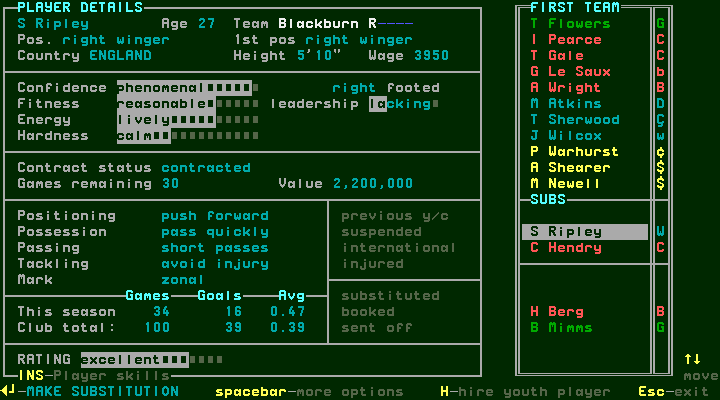 PLAYER DETAILS
S Ripley Age 27 Team Blackburn R
Pos. right winger 1st pos right winger
Country ENGLAND Height 5'10" Wage 3950
Confidence phenomenal right footed
Fitness reasonable leadership lacking
Energy lively
Hardness calm
Contract status contracted
Games remaining 30 Value 2,200,000
Positioning push forward
Possession pass quickly
Passing short passes
Tackling avoid injury
Mark zonal
previous y/c
suspended
international
injured
Games Goals Avg
This season 34 16 0.47
Club total: 100 39 0.39
substituted
booked
sent off
RATING excellent
INS-Player skills
FIRST TEAM
T Flowers G
I Pearce C
T Gale C
G Le Saux b
A Wright B
M Atkins D
T Sherwood Ç
J Wilcox w
P Warhurst ¢
A Shearer $
M Newell $
SUBS
S Ripley W
C Hendry C
H Berg B
B Mimms G
↑↓
move
↵-MAKE SUBSTITUTION spacebar-more options H-hire youth player Esc-exit